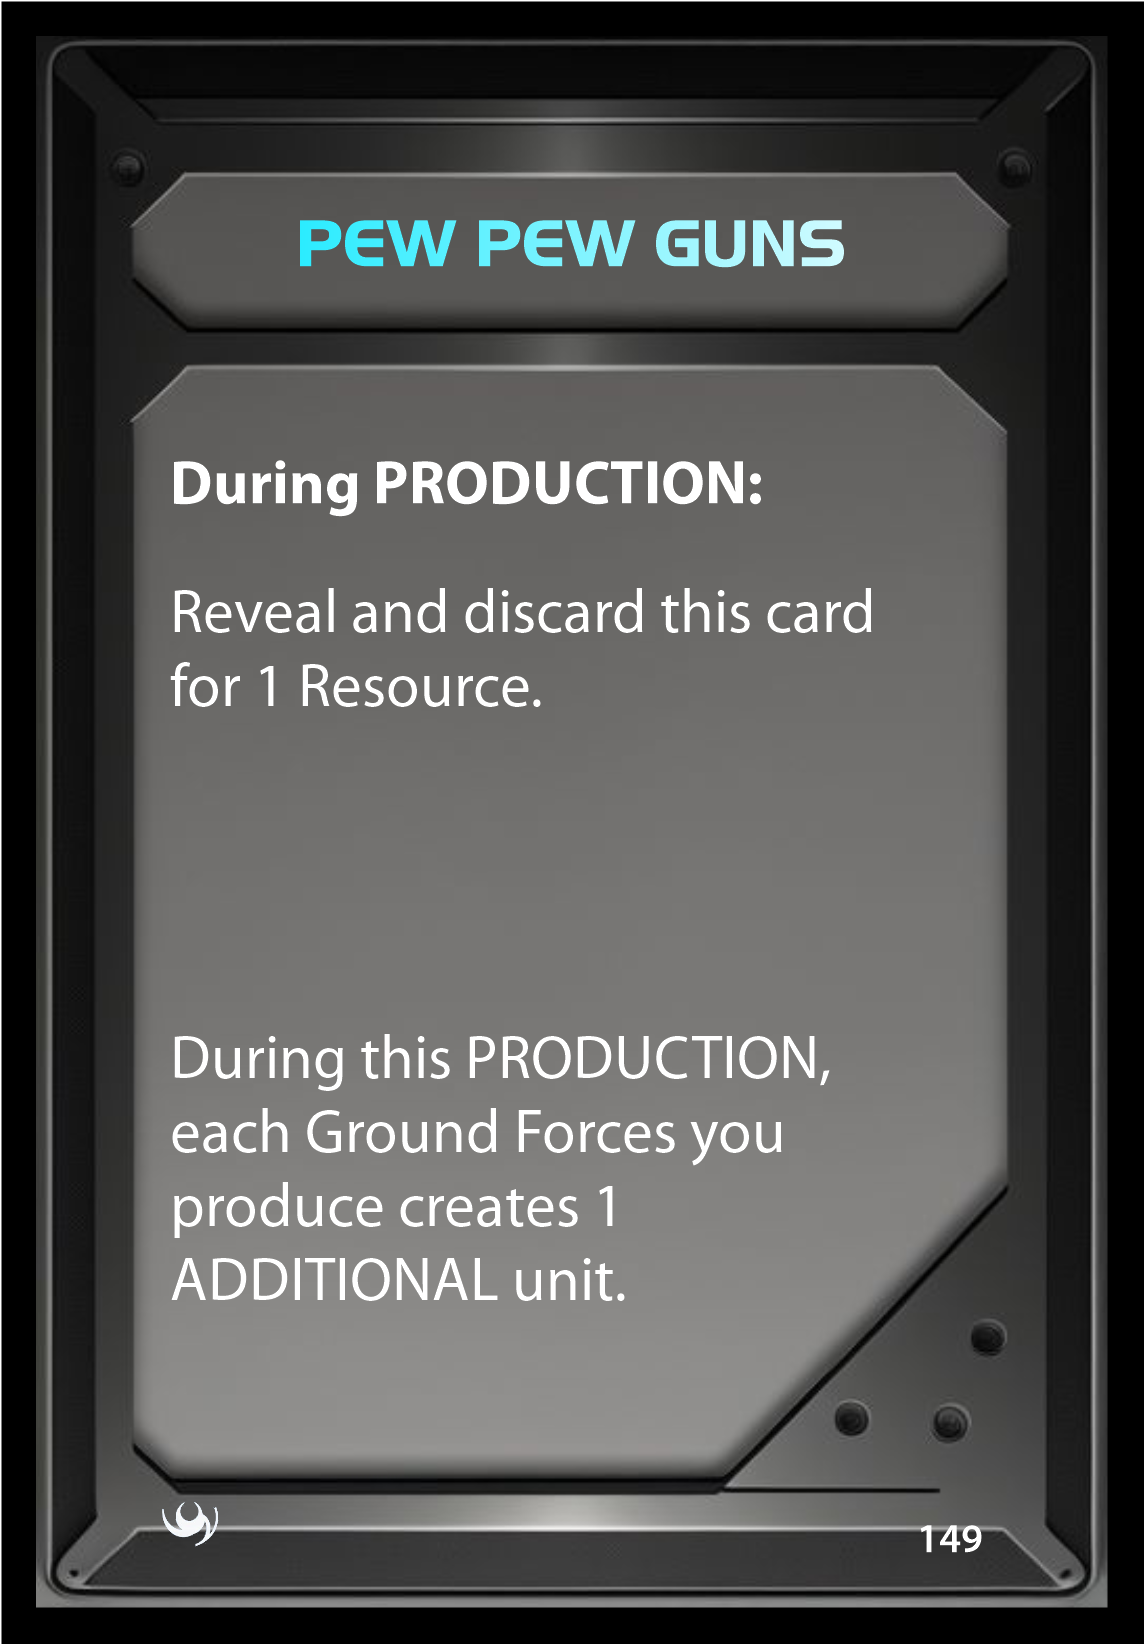 PEW PEW GUNS
During PRODUCTION:
Reveal and discard this card
for 1 Resource.
During this PRODUCTION,
each Ground Forces you
produce creates 1
ADDITIONAL unit.
149